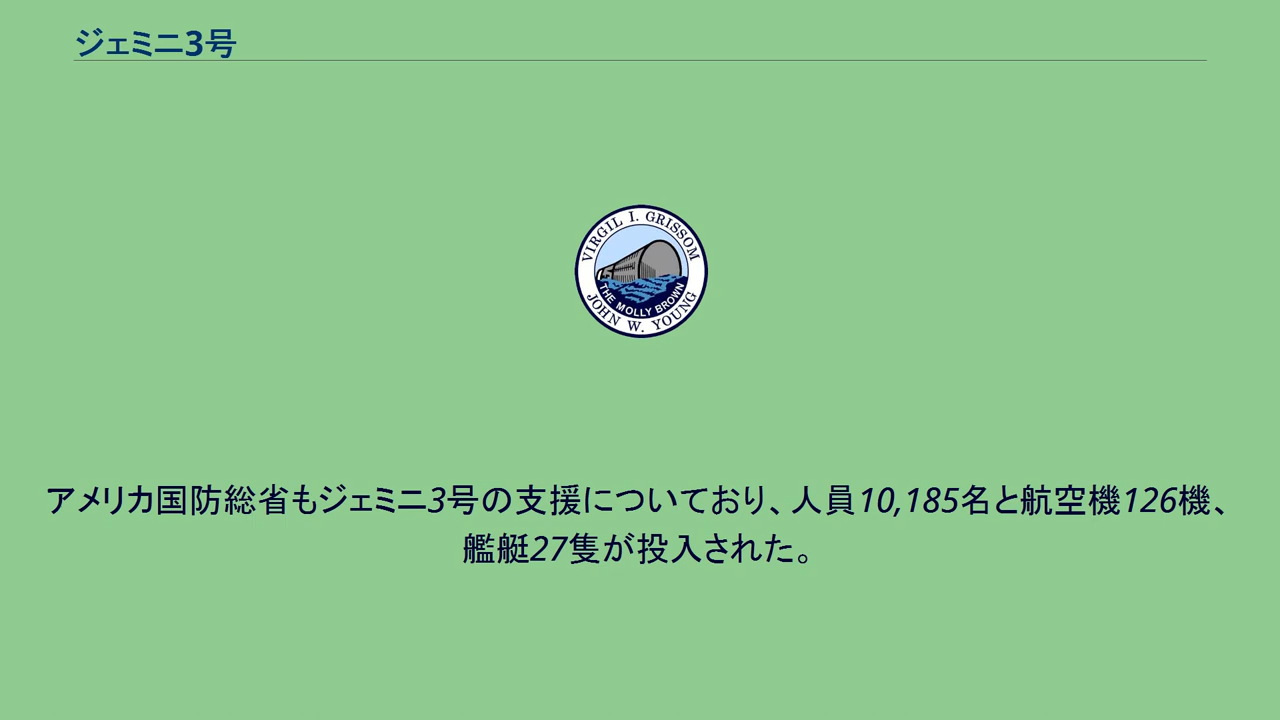 ジェミニ3号
VIRGIL I. GRISSOM
THE MOLLY BROWN
JOHN W. YOUNG
アメリカ国防総省もジェミニ3号の支援についており、人員10,185名と航空機126機、
艦艇27隻が投入された。